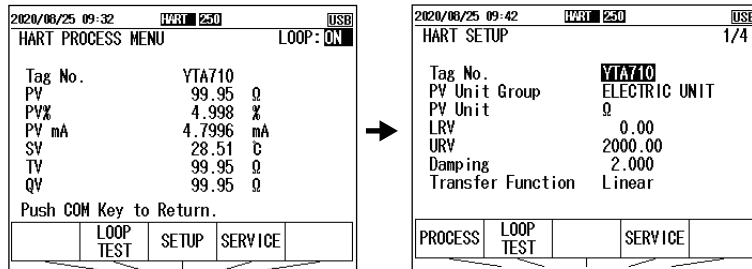 2020/08/25 09:32 HART 250 USB
HART PROCESS MENU LOOP: ON
Tag No. YTA710
PV 99.95 Ω
PV% 4.998 %
PV mA 4.7996 mA
SV 28.51 ℃
TV 99.95 Ω
QV 99.95 Ω
Push COM Key to Return.
LOOP TEST SETUP SERVICE
2020/08/25 09:42 HART 250 USB
HART SETUP 1/4
Tag No. YTA710
PV Unit Group ELECTRIC UNIT
PV Unit Ω
LRV 0.00
URV 2000.00
Damping 2.000
Transfer Function Linear
PROCESS LOOP TEST SERVICE